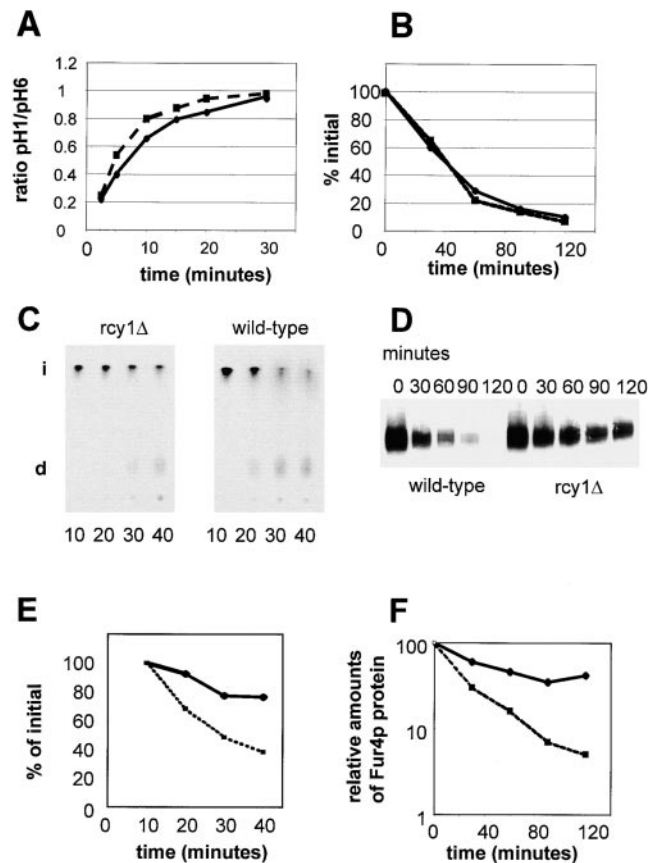 A
ratio pH1/pH6
1.2
1
0.8
0.6
0.4
0.2
0
0 10 20 30
time (minutes)
B
% initial
100
80
60
40
20
0
0 40 80 120
time (minutes)
C
rcy1Δ wild-type
i
d
10 20 30 40 10 20 30 40
D
minutes
0 30 60 90 120 0 30 60 90 120
wild-type rcy1Δ
E
% of initial
100
80
60
40
20
0
0 10 20 30 40
time (minutes)
F
relative amounts
of Fur4p protein
100
10
1
0 40 80 120
time (minutes)